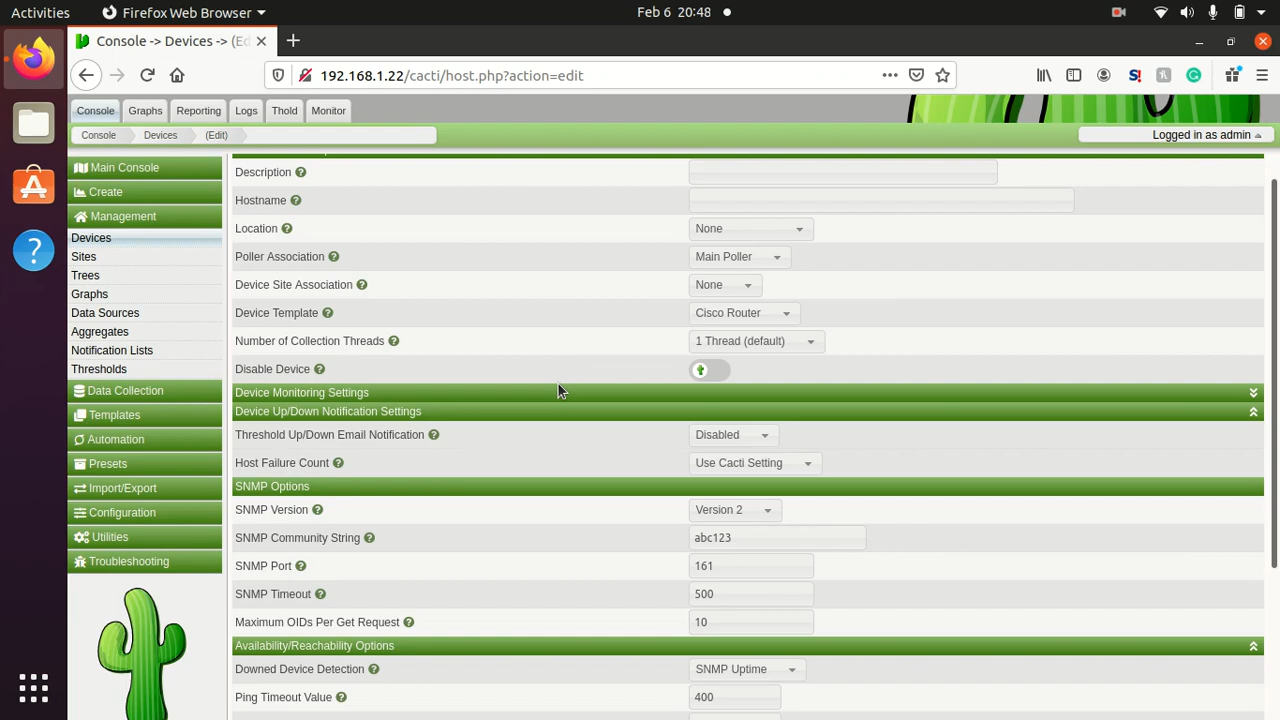 Activities
Firefox Web Browser
Feb 6 20:48
Console -> Devices -> (Ed
192.168.1.22/cacti/host.php?action=edit
Console Graphs Reporting Logs Thold Monitor
Console Devices (Edit)
Logged in as admin
Main Console
Create
Management
Devices
Sites
Trees
Graphs
Data Sources
Aggregates
Notification Lists
Thresholds
Data Collection
Templates
Automation
Presets
Import/Export
Configuration
Utilities
Troubleshooting
Description
Hostname
Location None
Poller Association Main Poller
Device Site Association None
Device Template Cisco Router
Number of Collection Threads 1 Thread (default)
Disable Device
Device Monitoring Settings
Device Up/Down Notification Settings
Threshold Up/Down Email Notification Disabled
Host Failure Count Use Cacti Setting
SNMP Options
SNMP Version Version 2
SNMP Community String abc123
SNMP Port 161
SNMP Timeout 500
Maximum OIDs Per Get Request 10
Availability/Reachability Options
Downed Device Detection SNMP Uptime
Ping Timeout Value 400